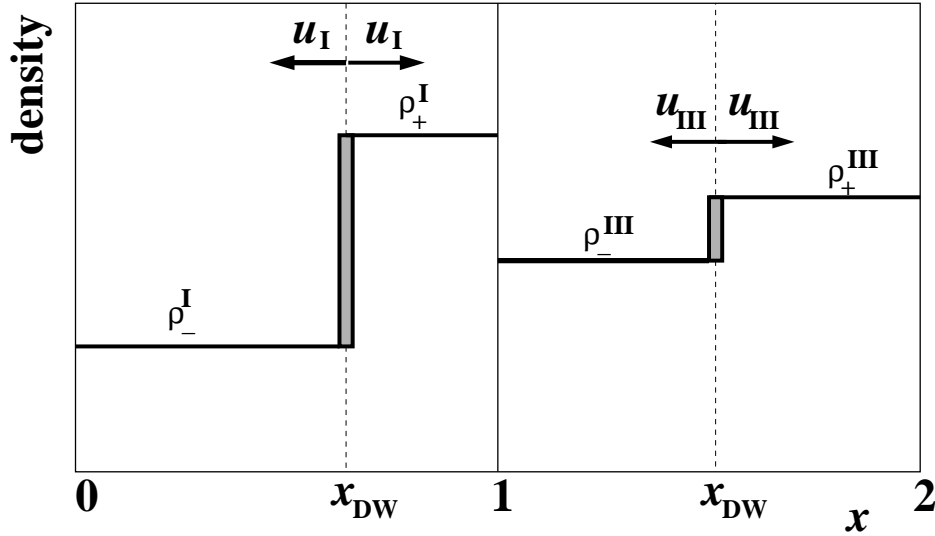 density
u_I u_I
ρ_+^I
u_III u_III
ρ_+^III
ρ_−^III
ρ_−^I
0 x_DW 1 x_DW 2
x